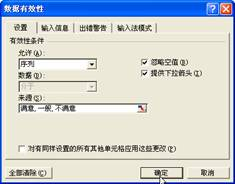 数据有效性
设置 输入信息 出错警告 输入法模式
有效性条件
允许(A):
序列
忽略空值(B)
数据(D):
提供下拉箭头(I)
介于
来源(S):
满意,一般,不满意
对有同样设置的所有其他单元格应用这些更改(P)
全部清除(C) 确定 取消